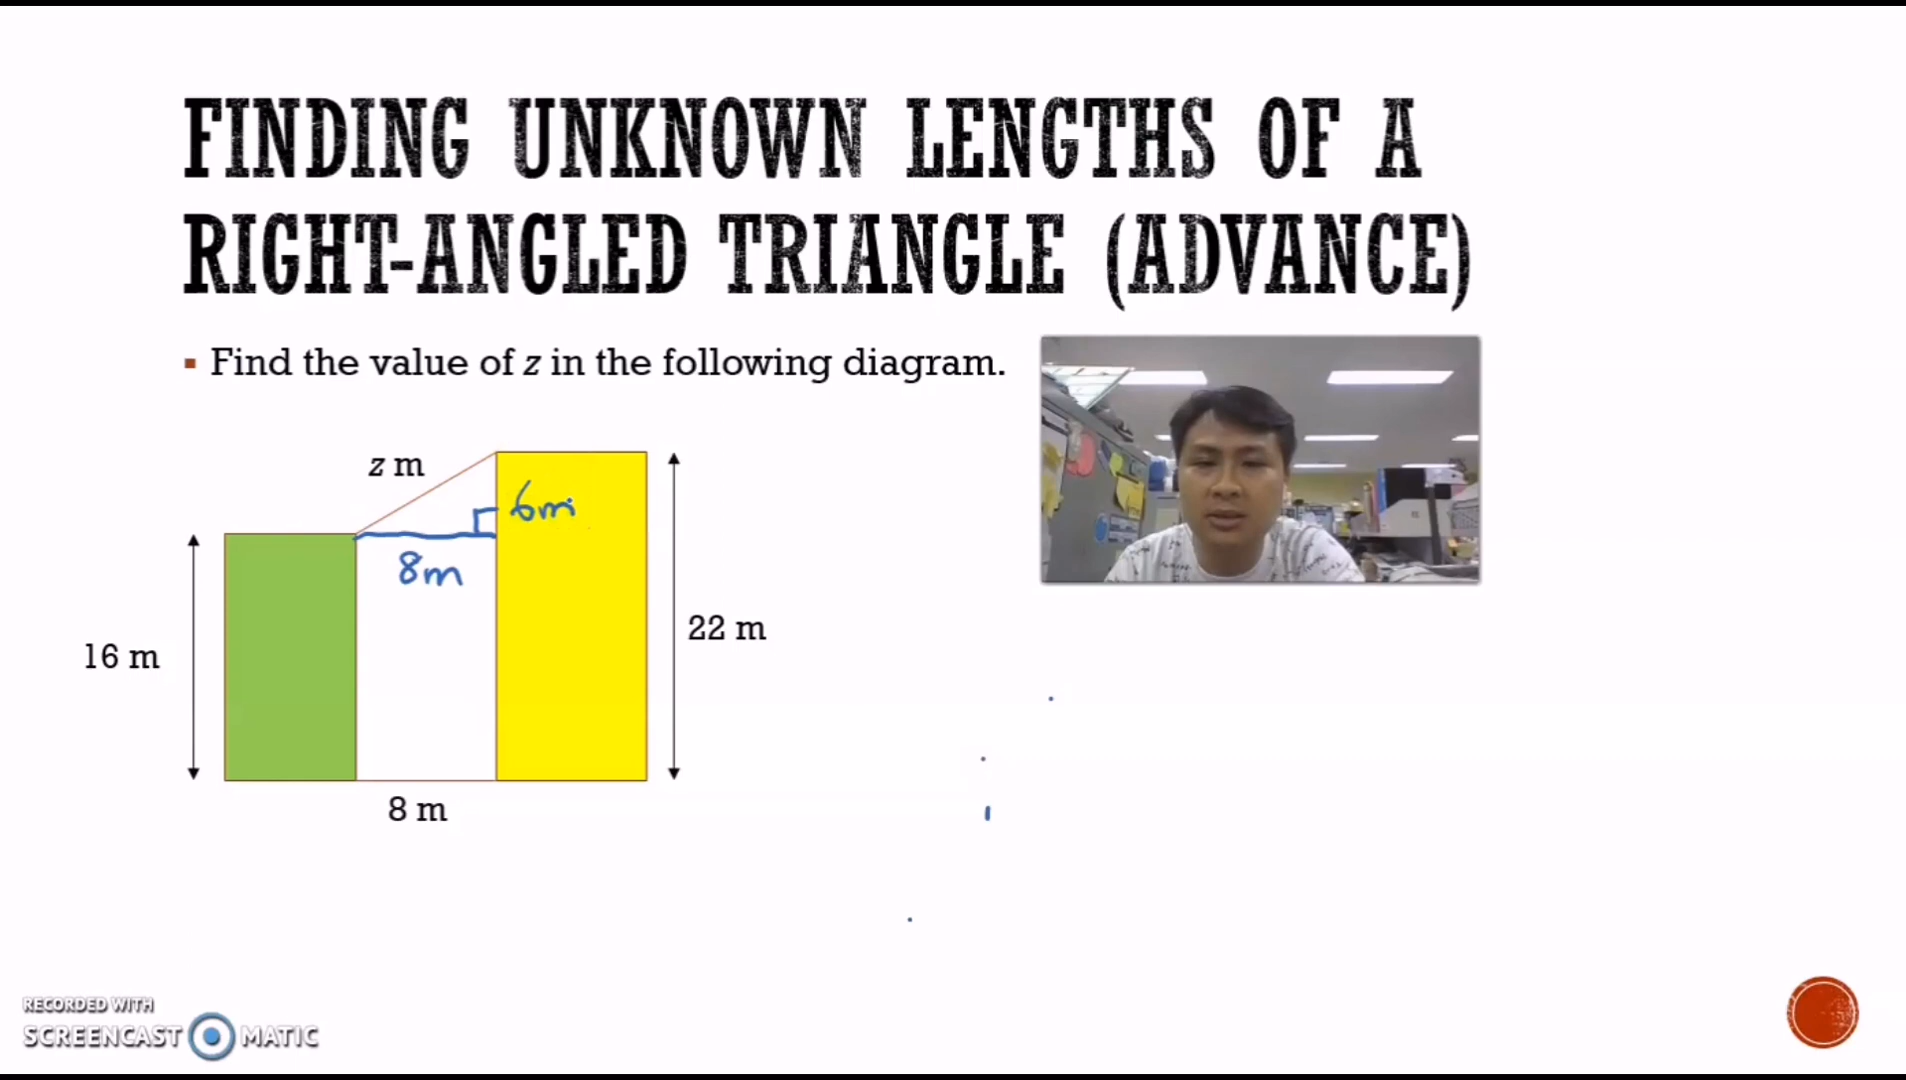 FINDING UNKNOWN LENGTHS OF A
RIGHT-ANGLED TRIANGLE (ADVANCE)
▪ Find the value of z in the following diagram.
z m
6m
8m
16 m
22 m
8 m
RECORDED WITH
SCREENCAST MATIC